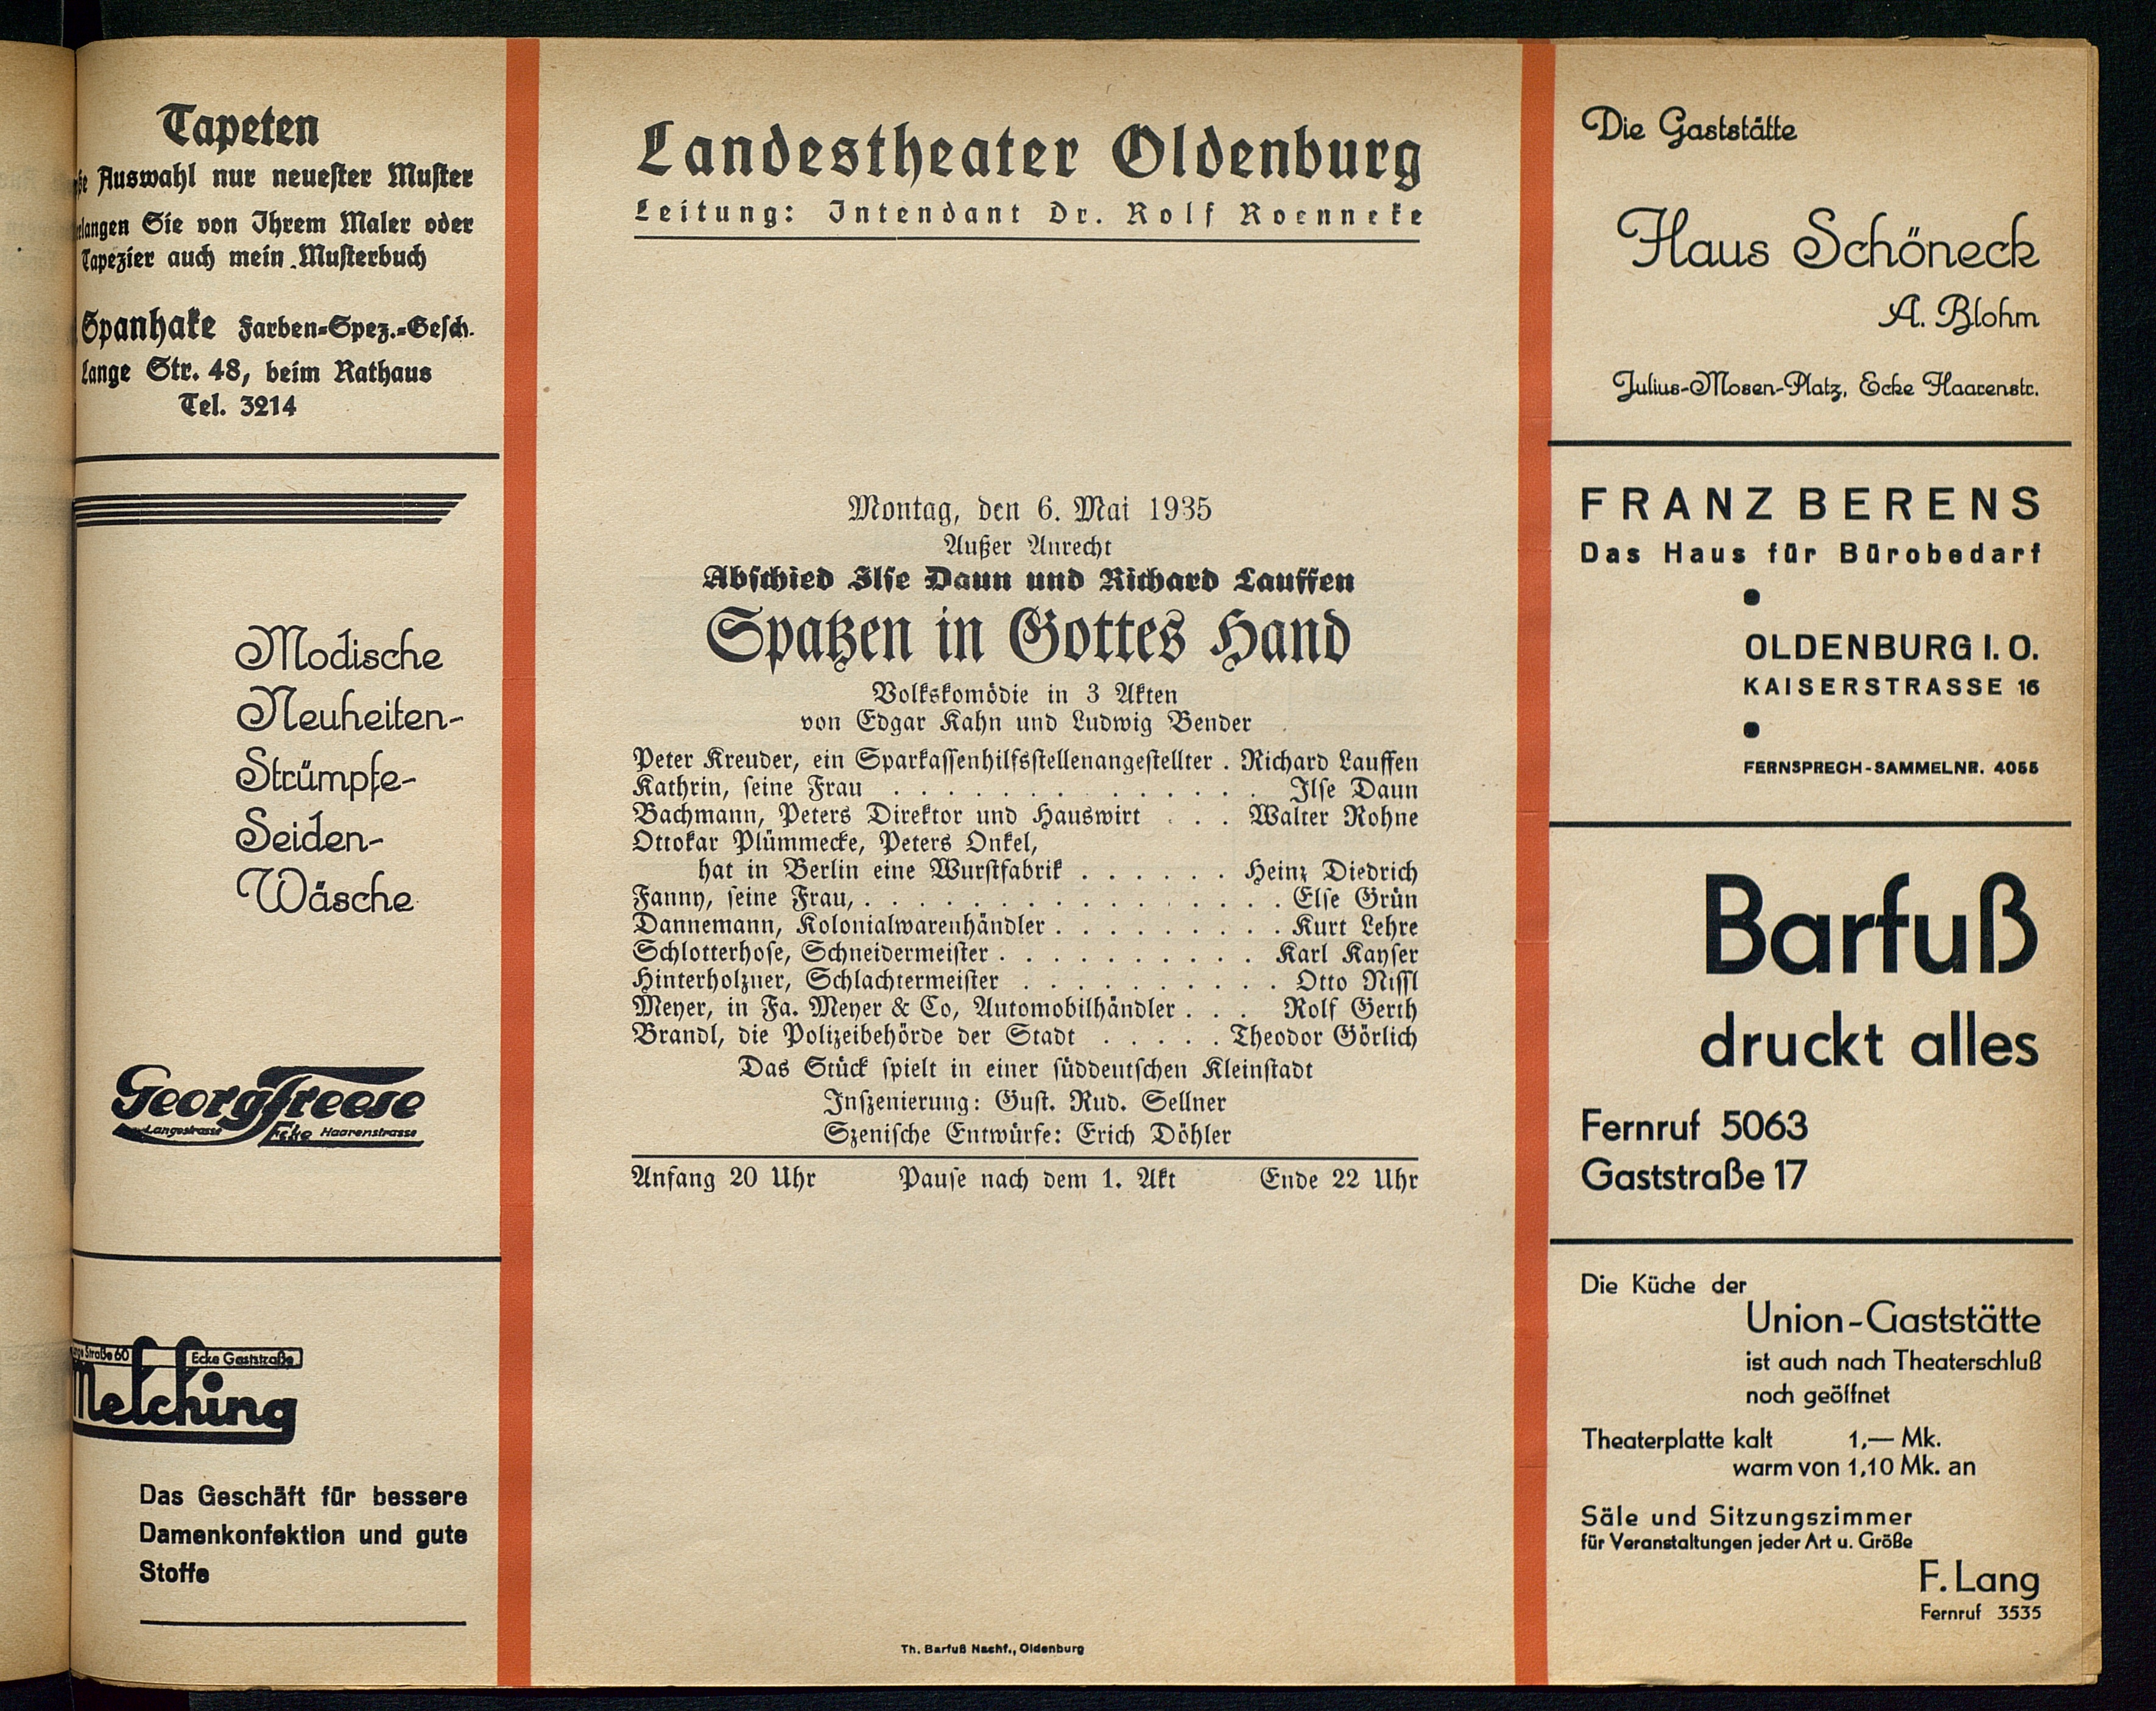 Tapeten
Auswahl nur neuester Muster
Sie von Ihrem Maler oder
Tapezier auch mein Musterbuch
Spanhake Farben-Spez.-Gesch.
Lange Str. 48, beim Rathaus
Tel. 3214
Modische
Neuheiten-
Strümpfe-
Seiden-
Wäsche
Georg Freese
Langestrasse Ecke Haarenstrasse
Straße 60 Ecke Gaststraße
Melching
Das Geschäft für bessere
Damenkonfektion und gute
Stoffe
Landestheater Oldenburg
Leitung: Intendant Dr. Rolf Roenneke
Montag, den 6. Mai 1935
Außer Anrecht
Abschied Ilse Daun und Richard Lauffen
Spatzen in Gottes Hand
Volkskomödie in 3 Akten
von Edgar Kahn und Ludwig Bender
Peter Kreuder, ein Sparkassenhilfsstellenangestellter . Richard Lauffen
Kathrin, seine Frau . . . . . . . . . . . . . . Ilse Daun
Bachmann, Peters Direktor und Hauswirt . . . Walter Rohne
Ottokar Plümmecke, Peters Onkel,
hat in Berlin eine Wurstfabrik . . . . . . Heinz Diedrich
Fanny, seine Frau, . . . . . . . . . . . . . . . . Else Grün
Dannemann, Kolonialwarenhändler . . . . . . . . . Kurt Lehre
Schlotterhose, Schneidermeister . . . . . . . . . . Karl Kayser
Hinterholzner, Schlachtermeister . . . . . . . . . . Otto Nissl
Meyer, in Fa. Meyer & Co, Automobilhändler . . . Rolf Gerth
Brandl, die Polizeibehörde der Stadt . . . . . Theodor Görlich
Das Stück spielt in einer süddeutschen Kleinstadt
Inszenierung: Gust. Rud. Sellner
Szenische Entwürfe: Erich Döhler
Anfang 20 Uhr Pause nach dem 1. Akt Ende 22 Uhr
Th. Barfuß Nachf., Oldenburg
Die Gaststätte
Haus Schöneck
A. Blohm
Julius-Mosen-Platz, Ecke Haarenstr.
FRANZ BERENS
Das Haus für Bürobedarf
OLDENBURG I. O.
KAISERSTRASSE 16
FERNSPRECH-SAMMELNR. 4055
Barfuß
druckt alles
Fernruf 5063
Gaststraße 17
Die Küche der
Union-Gaststätte
ist auch nach Theaterschluß
noch geöffnet
Theaterplatte kalt 1,— Mk.
warm von 1,10 Mk. an
Säle und Sitzungszimmer
für Veranstaltungen jeder Art u. Größe
F. Lang
Fernruf 3535